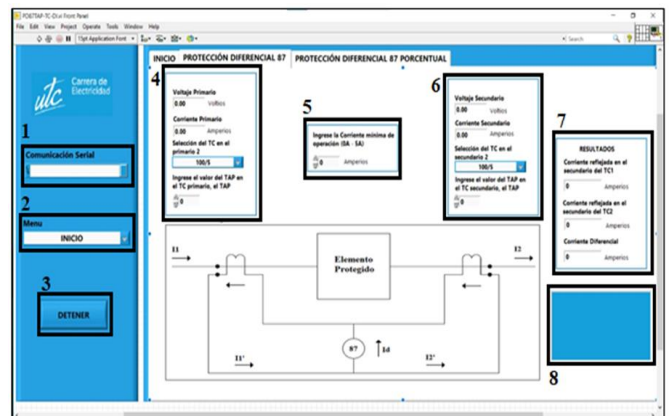 PD87TAP-TC-DI.vi Front Panel
File Edit View Project Operate Tools Window Help
15pt Application Font
Search
INICIO
PROTECCIÓN DIFERENCIAL 87
PROTECCIÓN DIFERENCIAL 87 PORCENTUAL
utc
Carrera de
Electricidad
1
Comunicación Serial
2
Menu
INICIO
3
DETENER
4
Voltaje Primario
0.00 Voltios
Corriente Primario
0.00 Amperios
Selección del TC en el
primario 2
100/5
Ingrese el valor del TAP en
el TC primario, el TAP
0
5
Ingrese la Corriente mínima de
operación (0A - 5A)
0 Amperios
6
Voltaje Secundario
0.00 Voltios
Corriente Secundario
0.00 Amperios
Selección del TC en el
secundario 2
100/5
Ingrese el valor del TAP en
el TC secundario, el TAP
0
7
RESULTADOS
Corriente reflejada en el
secundario del TC1
0 Amperios
Corriente reflejada en el
secundario del TC2
0 Amperios
Corriente Diferencial
0 Amperios
8
I1
Elemento
Protegido
I2
87
Id
I1'
I2'